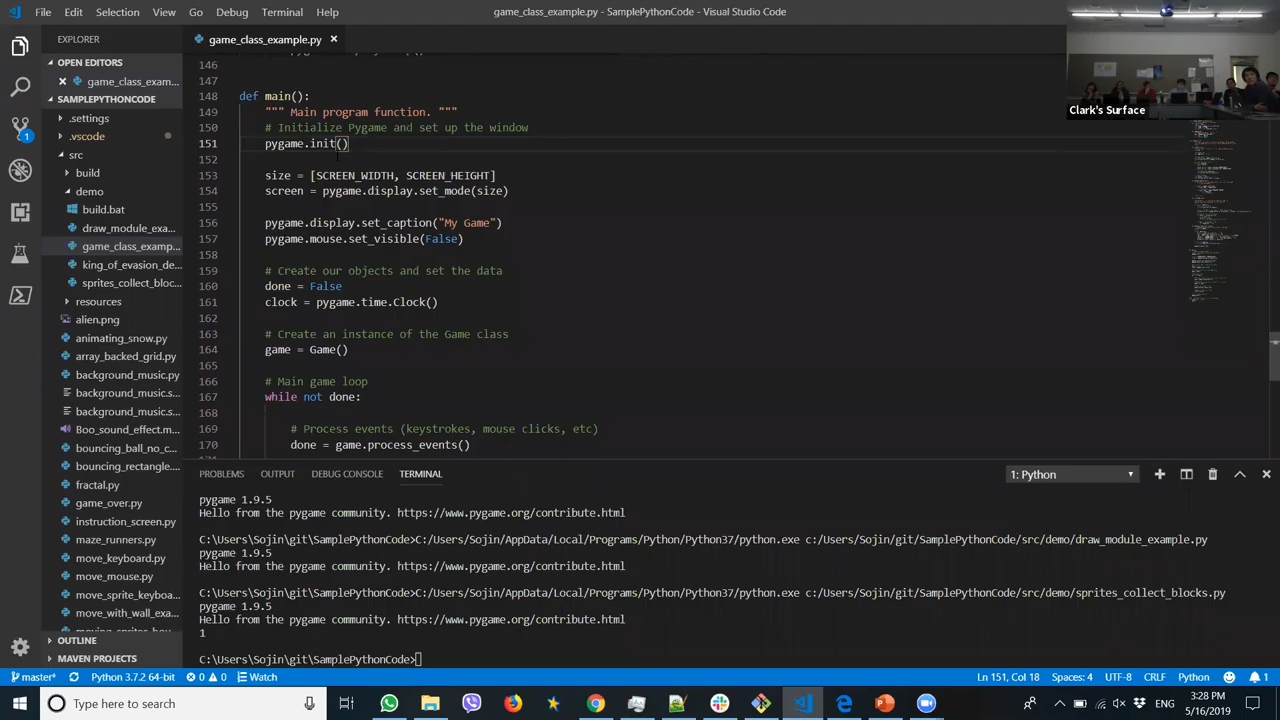 File Edit Selection View Go Debug Terminal Help
game_class_example.py - SamplePythonCode - Visual Studio Code
EXPLORER
OPEN EDITORS
game_class_exam...
SAMPLEPYTHONCODE
.settings
.vscode
src
build
demo
build.bat
draw_module_exa...
game_class_examp...
king_of_evasion_de...
sprites_collect_bloc...
resources
alien.png
animating_snow.py
array_backed_grid.py
background_music.py
background_music.s...
background_music.s...
Boo_sound_effect.m...
bouncing_ball_no_c...
bouncing_rectangle...
fractal.py
game_over.py
instruction_screen.py
maze_runners.py
move_keyboard.py
move_mouse.py
move_sprite_keyboa...
move_with_wall_exa...
OUTLINE
MAVEN PROJECTS
game_class_example.py
146
147
148 def main():
149 """ Main program function. """
150 # Initialize Pygame and set up the window
151 pygame.init()
152
153 size = [SCREEN_WIDTH, SCREEN_HEIGHT]
154 screen = pygame.display.set_mode(size)
155
156 pygame.display.set_caption("My Game"
157 pygame.mouse.set_visible(False)
158
159 # Create our objects and set the data
160 done = False
161 clock = pygame.time.Clock()
162
163 # Create an instance of the Game class
164 game = Game()
165
166 # Main game loop
167 while not done:
168
169 # Process events (keystrokes, mouse clicks, etc)
170 done = game.process_events()
Clark's Surface
PROBLEMS OUTPUT DEBUG CONSOLE TERMINAL
1: Python
pygame 1.9.5
Hello from the pygame community. https://www.pygame.org/contribute.html
C:\Users\Sojin\git\SamplePythonCode>C:/Users/Sojin/AppData/Local/Programs/Python/Python37/python.exe c:/Users/Sojin/git/SamplePythonCode/src/demo/draw_module_example.py
pygame 1.9.5
Hello from the pygame community. https://www.pygame.org/contribute.html
C:\Users\Sojin\git\SamplePythonCode>C:/Users/Sojin/AppData/Local/Programs/Python/Python37/python.exe c:/Users/Sojin/git/SamplePythonCode/src/demo/sprites_collect_blocks.py
pygame 1.9.5
Hello from the pygame community. https://www.pygame.org/contribute.html
1
C:\Users\Sojin\git\SamplePythonCode>
master* Python 3.7.2 64-bit 0 0 Watch
Ln 151, Col 18 Spaces: 4 UTF-8 CRLF Python 1
Type here to search
ENG
3:28 PM
5/16/2019